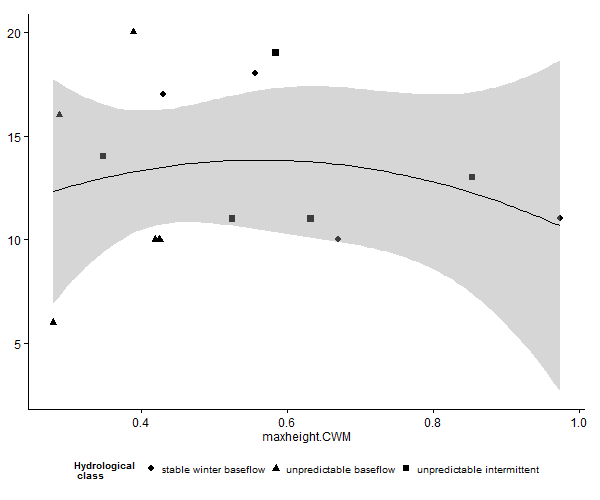 20
15
10
5
0.4 0.6 0.8 1.0
maxheight.CWM
Hydrological
class
stable winter baseflow unpredictable baseflow unpredictable intermittent